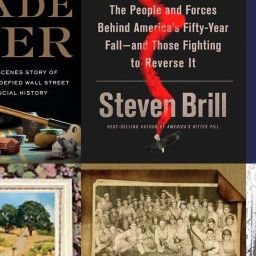 ADE
ER
SCENES STORY OF
DEFIED WALL STREET
CIAL HISTORY
The People and Forces
Behind America's Fifty-Year
Fall—and Those Fighting
to Reverse It
Steven Brill
BEST-SELLING AUTHOR OF AMERICA'S BITTER PILL